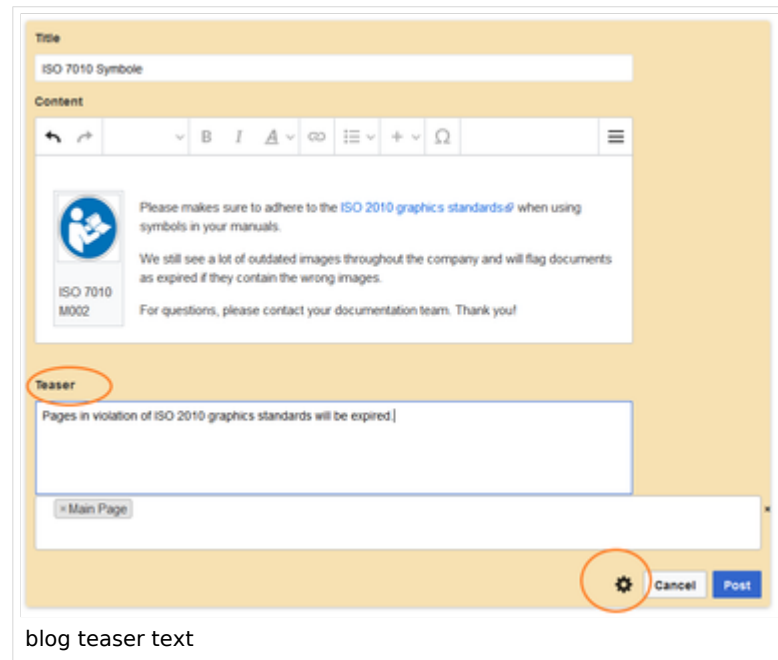 Title
ISO 7010 Symbole
Content
B I A Ω
Please makes sure to adhere to the ISO 2010 graphics standards when using
symbols in your manuals.
We still see a lot of outdated images throughout the company and will flag documents
as expired if they contain the wrong images.
ISO 7010
M002
For questions, please contact your documentation team. Thank you!
Teaser
Pages in violation of ISO 2010 graphics standards will be expired.
×Main Page
×
Cancel Post
blog teaser text